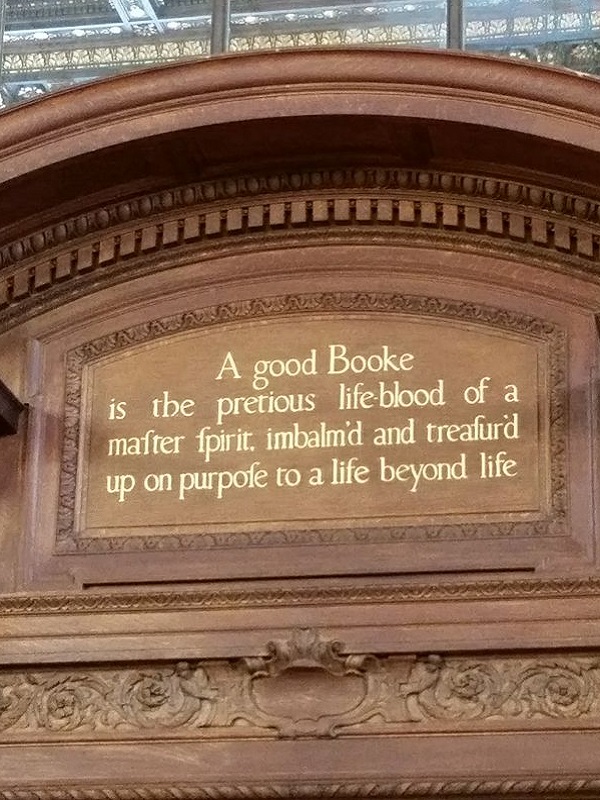 A good Booke
is the pretious life-blood of a
maſter ſpirit, imbalm'd and treaſur'd
up on purpoſe to a life beyond life